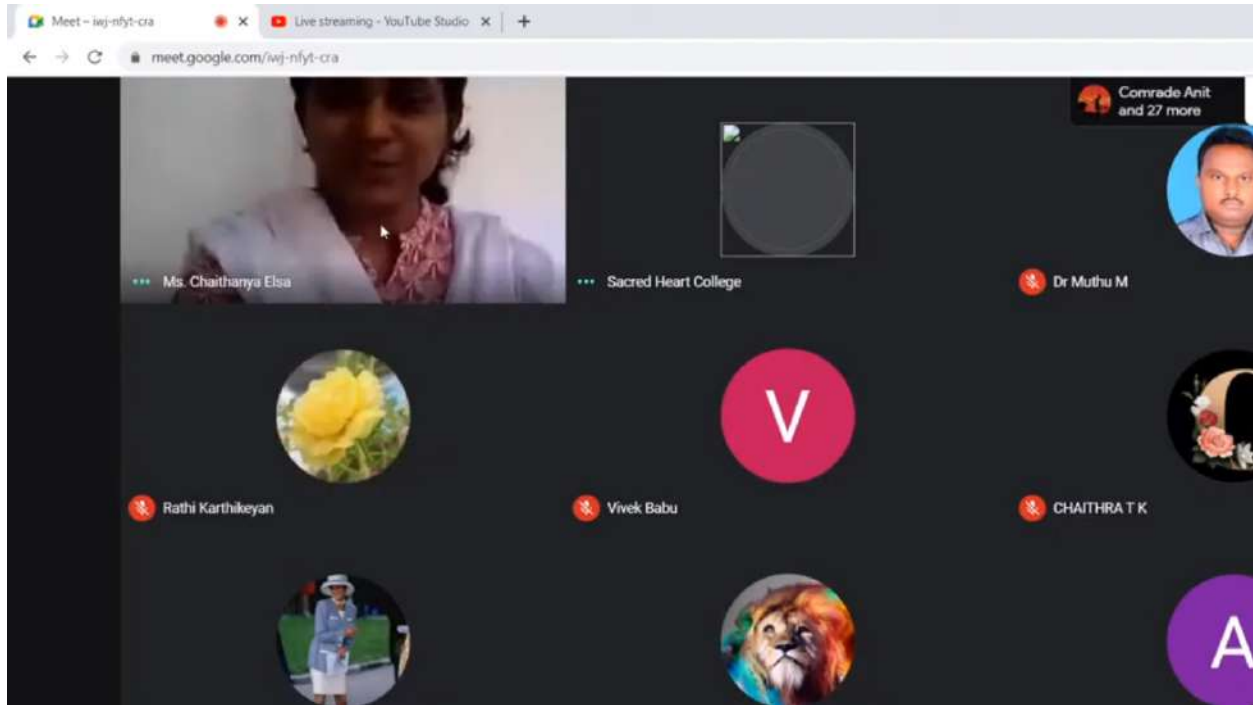 Meet – iwj-nfyt-cra
Live streaming - YouTube Studio
meet.google.com/iwj-nfyt-cra
Comrade Anit
and 27 more
Ms. Chaithanya Elsa
Sacred Heart College
Dr Muthu M
Rathi Karthikeyan
V
Vivek Babu
CHAITHRA T K
A